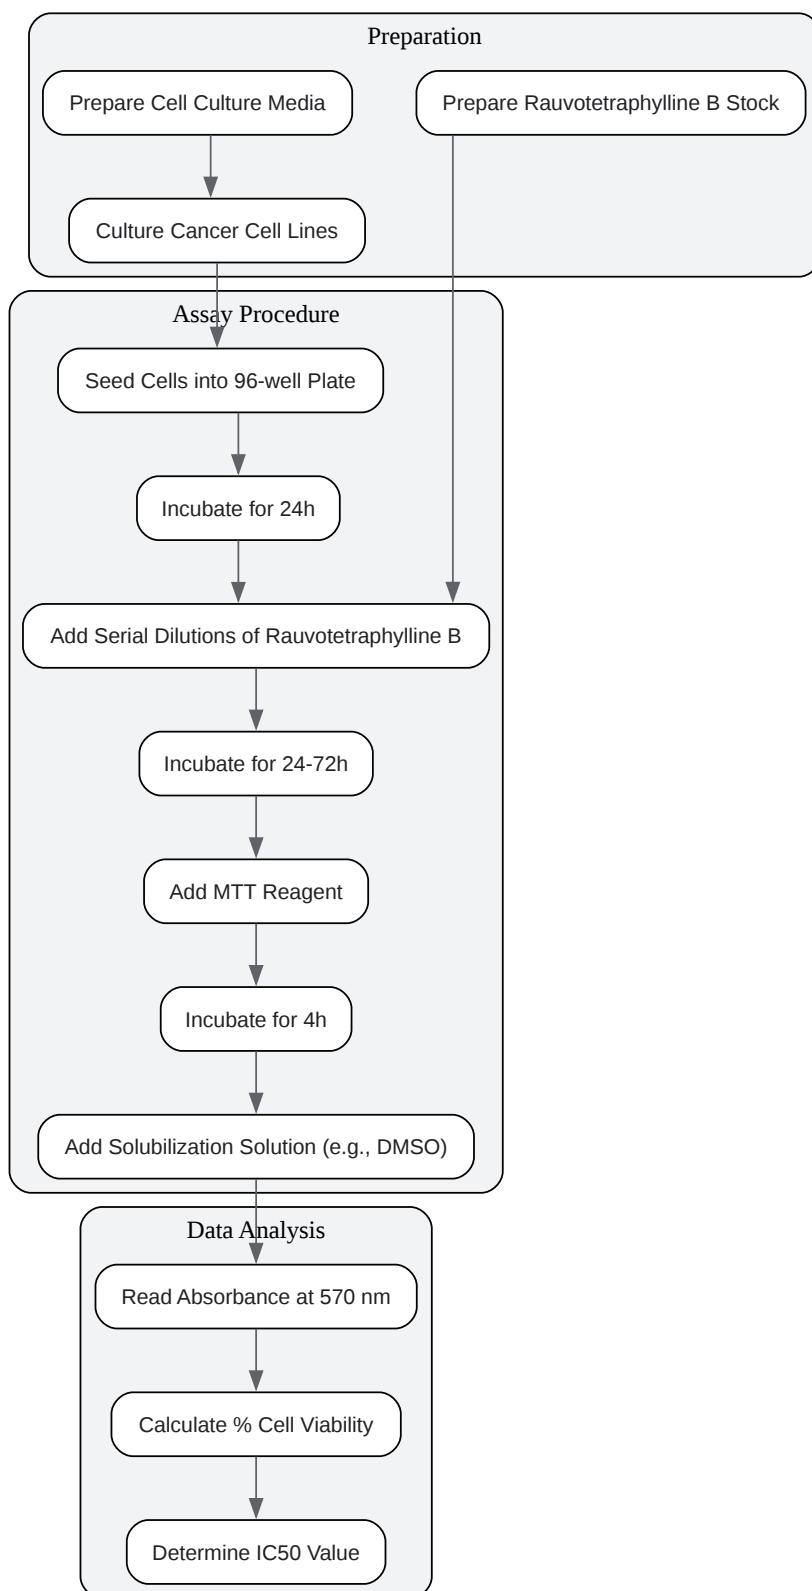 Preparation
Prepare Cell Culture Media
Prepare Rauvotetraphylline B Stock
Culture Cancer Cell Lines
Assay Procedure
Seed Cells into 96-well Plate
Incubate for 24h
Add Serial Dilutions of Rauvotetraphylline B
Incubate for 24-72h
Add MTT Reagent
Incubate for 4h
Add Solubilization Solution (e.g., DMSO)
Data Analysis
Read Absorbance at 570 nm
Calculate % Cell Viability
Determine IC50 Value